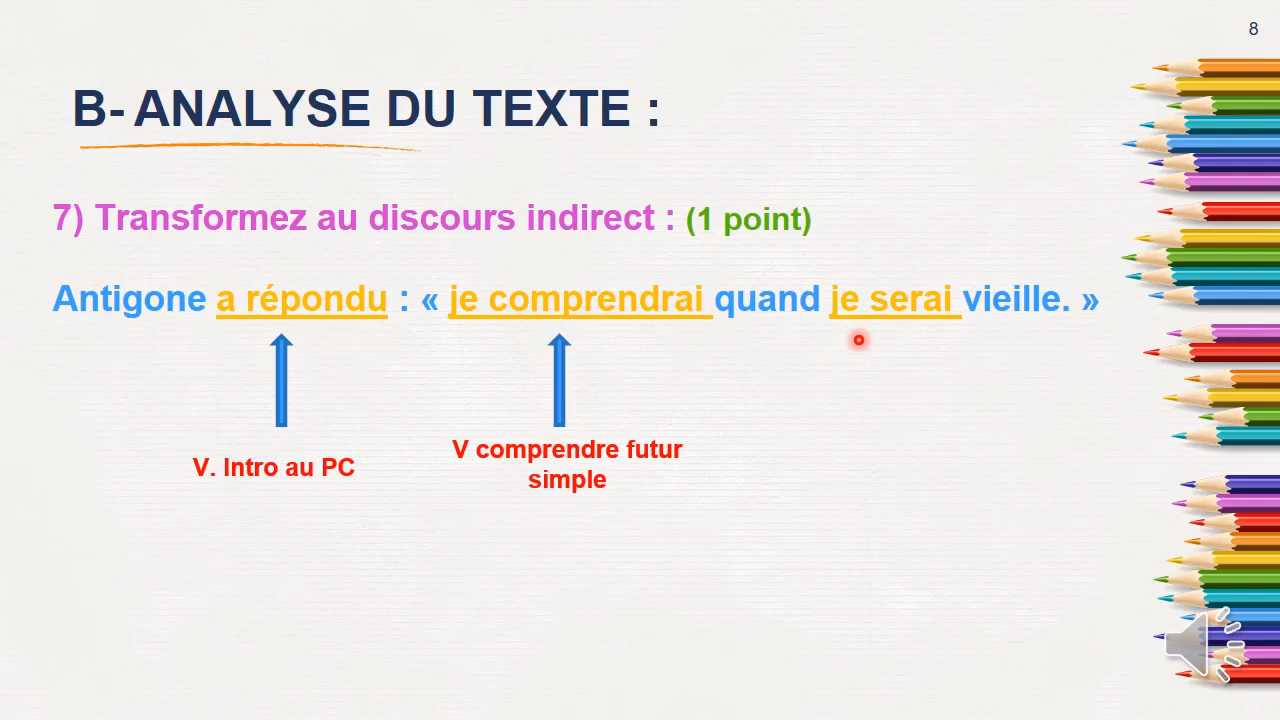 8
B- ANALYSE DU TEXTE :
7) Transformez au discours indirect : (1 point)
Antigone a répondu : « je comprendrai quand je serai vieille. »
V. Intro au PC
V comprendre futur
simple